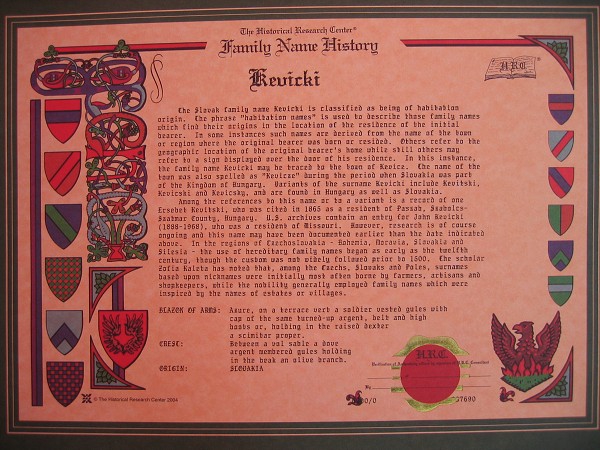 The Historical Research Center®
Family Name History
H.R.C.
Kevicki
The Slovak family name Kevicki is classified as being of habitation
origin. The phrase "habitation names" is used to describe those family names
which find their origins in the location of the residence of the initial
bearer. In some instances such names are derived from the name of the town
or region where the original bearer was born or resided. Others refer to the
geographic location of the original bearer's home while still others may
refer to a sign displayed over the door of his residence. In this instance,
the family name Kevicki may be traced to the town of Kevice. The name of the
town was also spelled as "Kevicze" during the period when Slovakia was part
of the Kingdom of Hungary. Variants of the surname Kevicki include Kevitski,
Kericski and Kevicsky, and are found in Hungary as well as Slovakia.
Among the references to this name or to a variant is a record of one
Erzsebet Kevitski, who was cited in 1865 as a resident of Passab, Szabolcs-
Szatmar County, Hungary. U.S. archives contain an entry for John Kevicki
(1888-1968), who was a resident of Missouri. However, research is of course
ongoing and this name may have been documented earlier than the date indicated
above. In the regions of Czechoslovakia - Bohemia, Moravia, Slovakia and
Silesia - the use of hereditary family names began as early as the twelfth
century, though the custom was not widely followed prior to 1500. The scholar
Zofia Kaleta has noted that, among the Czechs, Slovaks and Poles, surnames
based upon nicknames were initially most often borne by farmers, artisans and
shopkeepers, while the nobility generally employed family names which were
inspired by the names of estates or villages.
BLAZON OF ARMS: Azure, on a terrace vert a soldier vested gules with
cap of the same turned-up argent, belt and high
boots or, holding in the raised dexter
a scimitar proper.
CREST: Between a vol sable a dove
argent membered gules holding
in the beak an olive branch.
ORIGIN: SLOVAKIA
H.R.C.
No
0/0
57690
© The Historical Research Center 2004